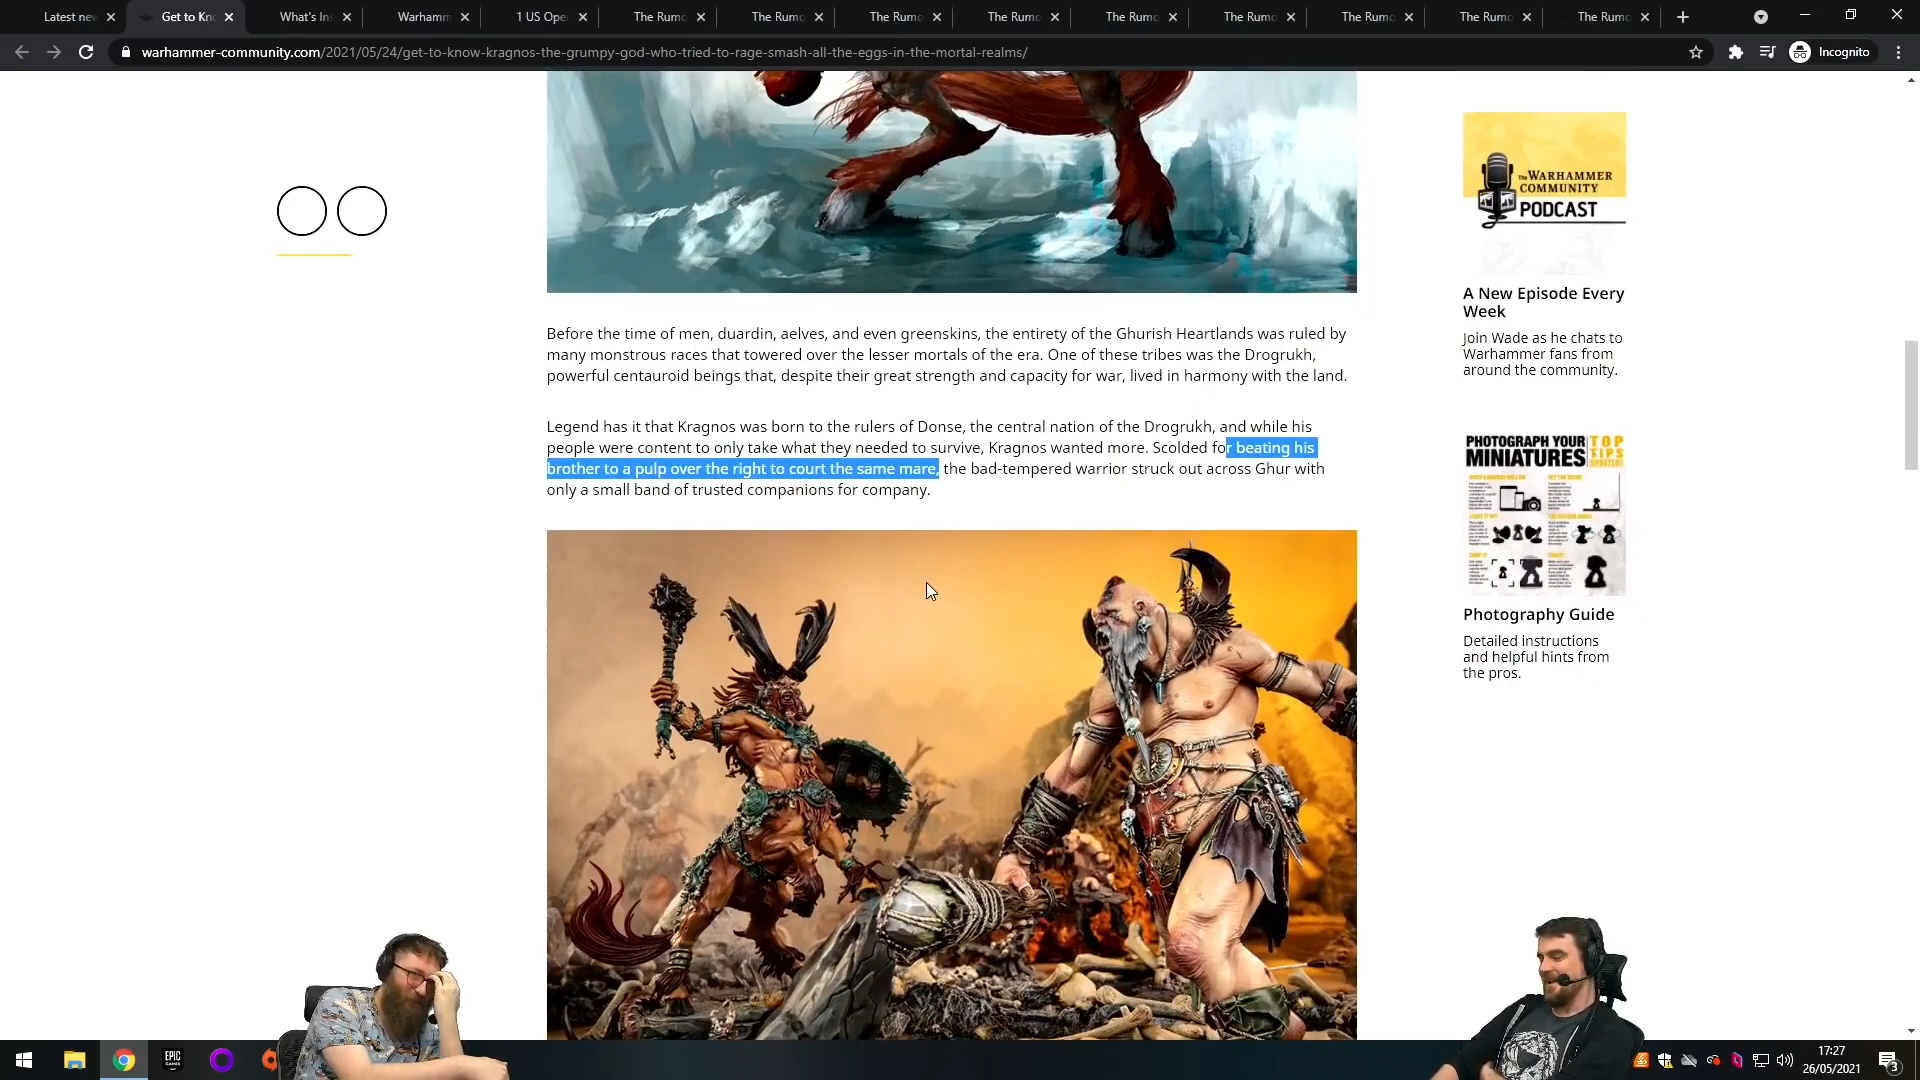 Latest new
Get to Kno
What's Ins
Warhamm
1 US Oper
The Rumo
The Rumo
The Rumo
The Rumo
The Rumo
The Rumo
The Rumo
The Rumo
The Rumo
warhammer-community.com/2021/05/24/get-to-know-kragnos-the-grumpy-god-who-tried-to-rage-smash-all-the-eggs-in-the-mortal-realms/
Incognito
Before the time of men, duardin, aelves, and even greenskins, the entirety of the Ghurish Heartlands was ruled by
many monstrous races that towered over the lesser mortals of the era. One of these tribes was the Drogrukh,
powerful centauroid beings that, despite their great strength and capacity for war, lived in harmony with the land.
Legend has it that Kragnos was born to the rulers of Donse, the central nation of the Drogrukh, and while his
people were content to only take what they needed to survive, Kragnos wanted more. Scolded for beating his
brother to a pulp over the right to court the same mare, the bad-tempered warrior struck out across Ghur with
only a small band of trusted companions for company.
The WARHAMMER
COMMUNITY
PODCAST
A New Episode Every
Week
Join Wade as he chats to
Warhammer fans from
around the community.
PHOTOGRAPH YOUR
MINIATURES
TOP
TIPS
Photography Guide
Detailed instructions
and helpful hints from
the pros.
EPIC
GAMES
17:27
26/05/2021
3